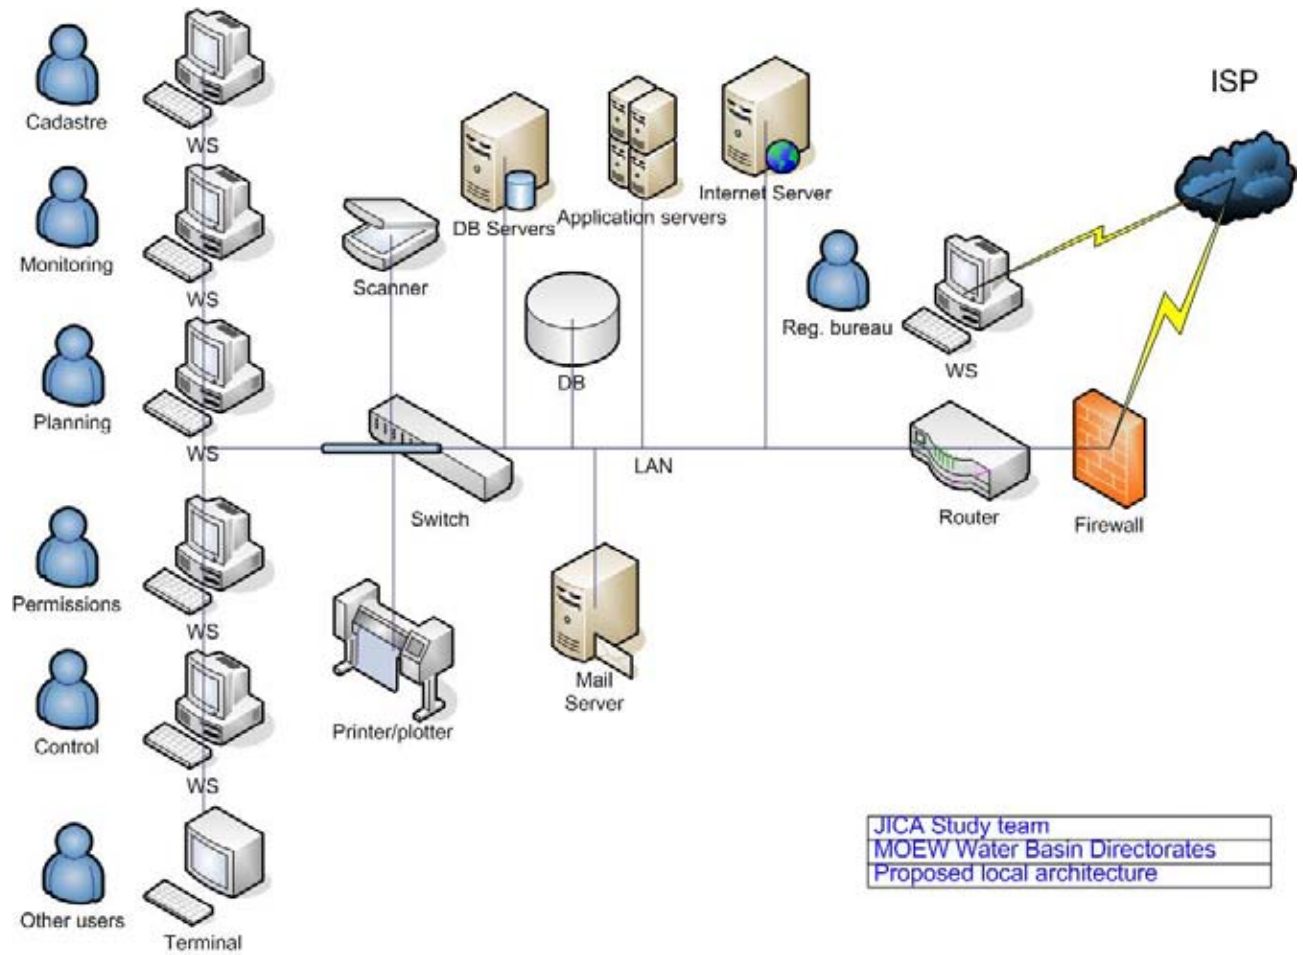 ISP
Cadastre
WS
Monitoring
WS
Planning
WS
Permissions
WS
Control
WS
Other users
Terminal
Scanner
DB Servers
Application servers
Internet Server
DB
Reg. bureau
WS
Switch
LAN
Router
Firewall
Printer/plotter
Mail
Server
JICA Study team
MOEW Water Basin Directorates
Proposed local architecture